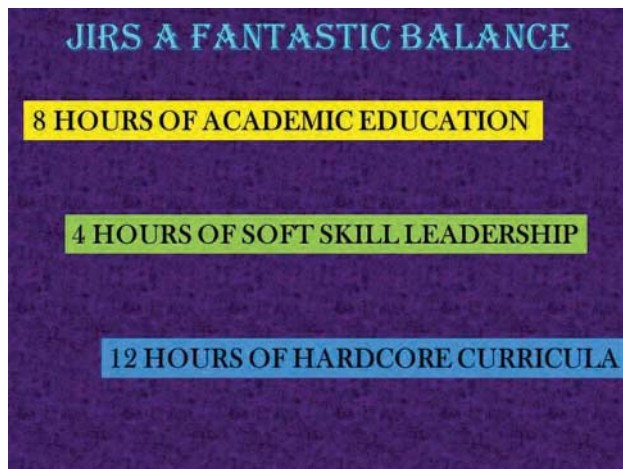 JIRS A FANTASTIC BALANCE
8 HOURS OF ACADEMIC EDUCATION
4 HOURS OF SOFT SKILL LEADERSHIP
12 HOURS OF HARDCORE CURRICULA